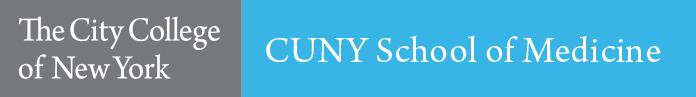 The City College
of New York
CUNY School of Medicine